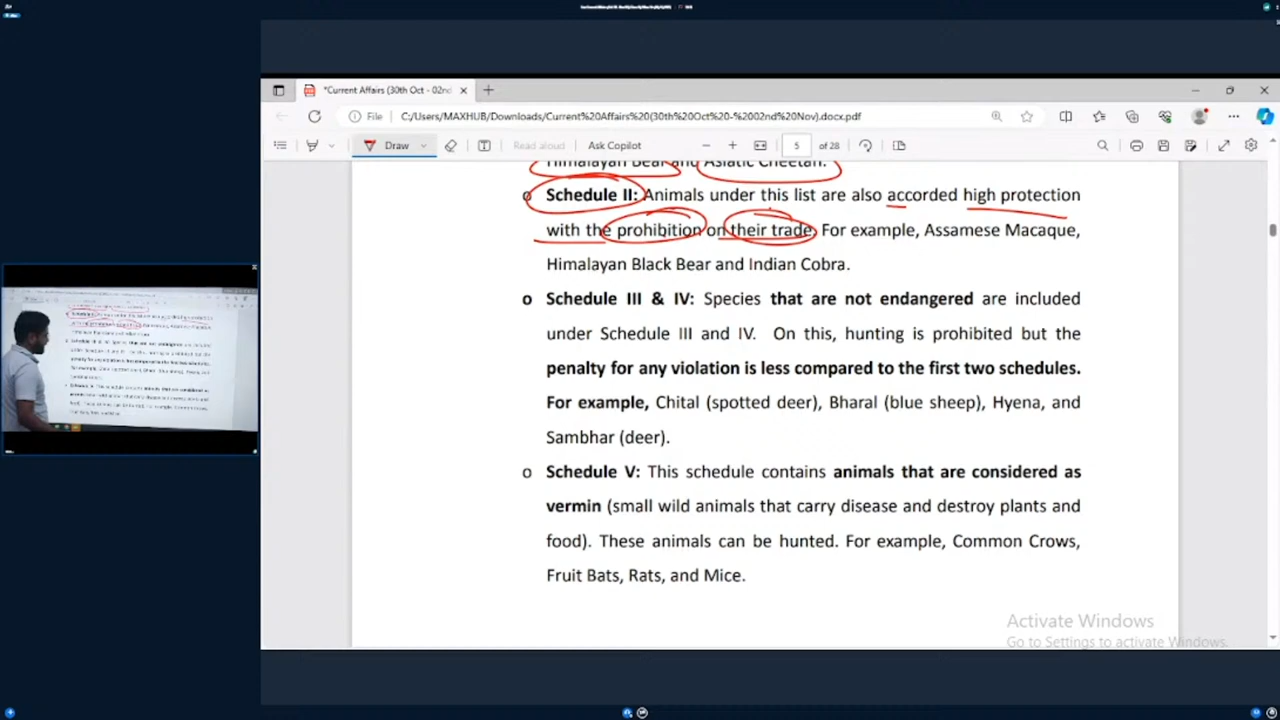 *Current Affairs (30th Oct - 02nd
File
C:/Users/MAXHUB/Downloads/Current%20Affairs%20(30th%20Oct%20-%2002nd%20Nov).docx.pdf
Draw
Read aloud
Ask Copilot
5 of 28
Himalayan Bear and Asiatic Cheetah.
o Schedule II: Animals under this list are also accorded high protection
with the prohibition on their trade. For example, Assamese Macaque,
Himalayan Black Bear and Indian Cobra.
o Schedule III & IV: Species that are not endangered are included
under Schedule III and IV. On this, hunting is prohibited but the
penalty for any violation is less compared to the first two schedules.
For example, Chital (spotted deer), Bharal (blue sheep), Hyena, and
Sambhar (deer).
o Schedule V: This schedule contains animals that are considered as
vermin (small wild animals that carry disease and destroy plants and
food). These animals can be hunted. For example, Common Crows,
Fruit Bats, Rats, and Mice.
Activate Windows
Go to Settings to activate Windows.